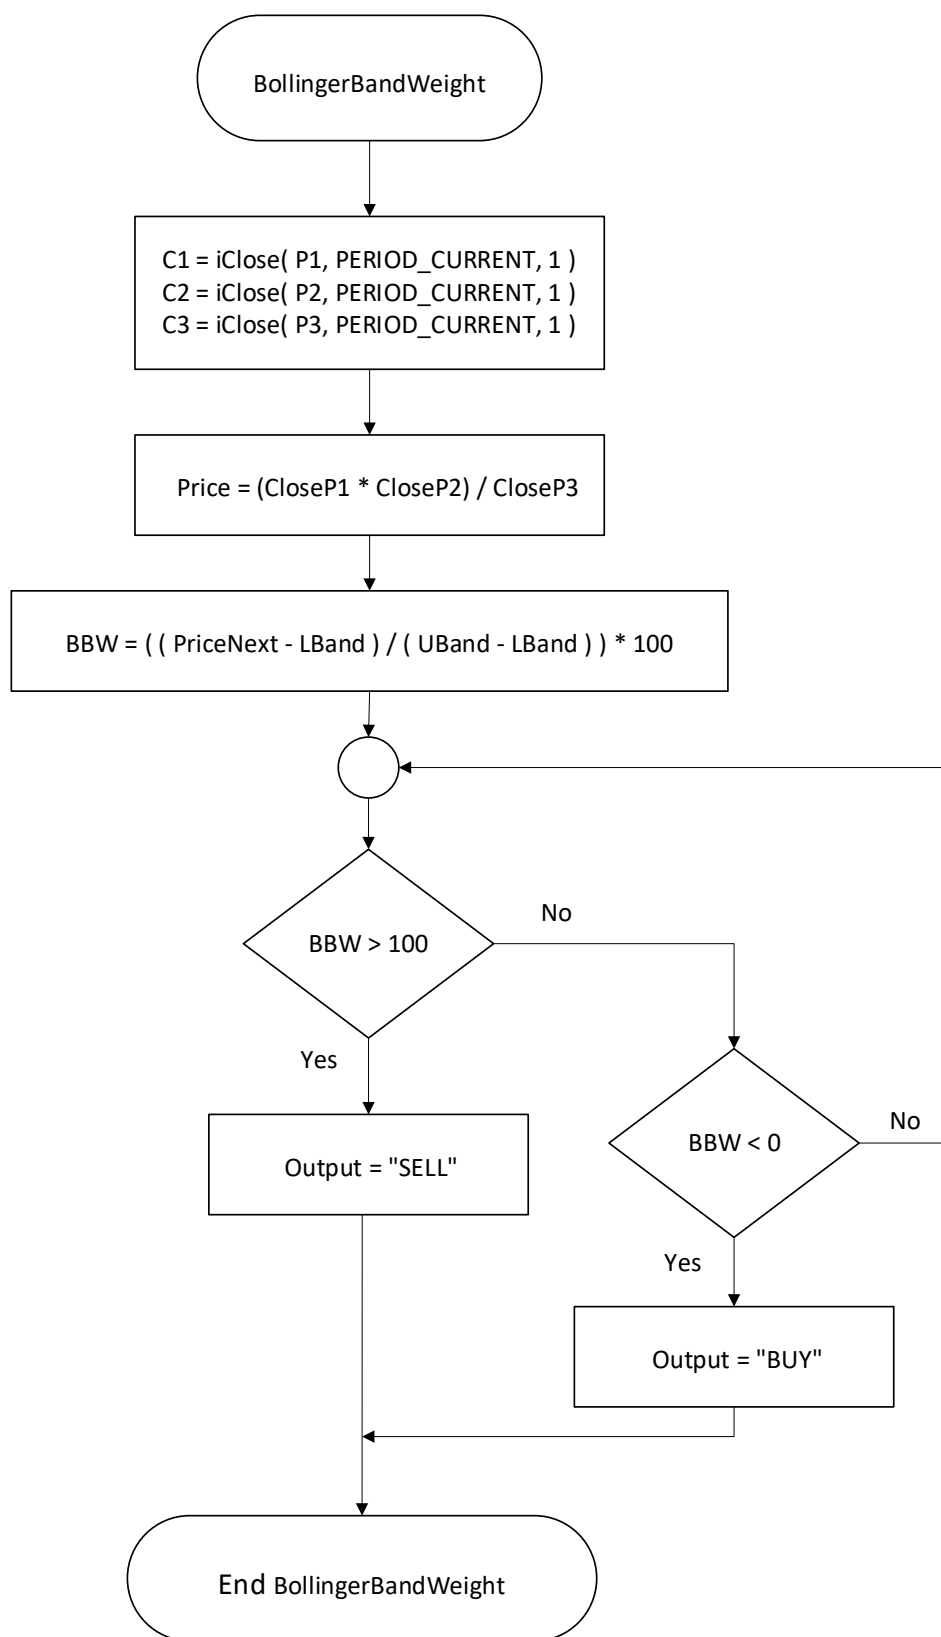 BollingerBandWeight
C1 = iClose( P1, PERIOD_CURRENT, 1 )
C2 = iClose( P2, PERIOD_CURRENT, 1 )
C3 = iClose( P3, PERIOD_CURRENT, 1 )
Price = (CloseP1 * CloseP2) / CloseP3
BBW = ( ( PriceNext - LBand ) / ( UBand - LBand ) ) * 100
BBW > 100
No
Yes
Output = "SELL"
BBW < 0
No
Yes
Output = "BUY"
End BollingerBandWeight